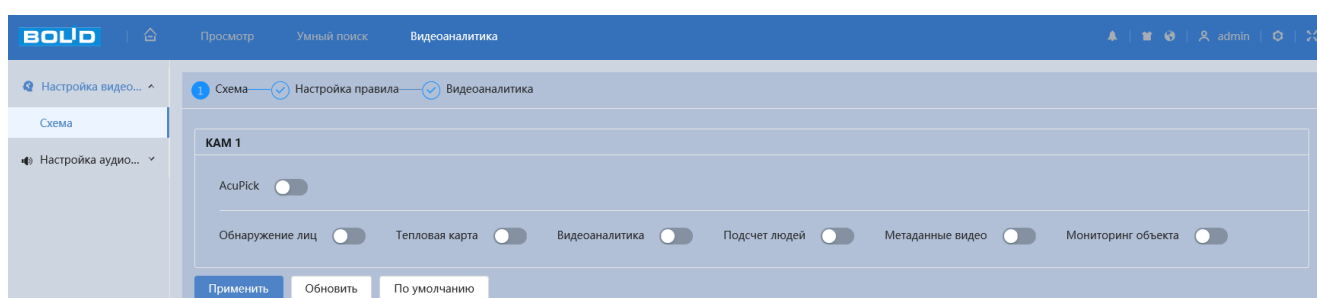 BOLID Просмотр Умный поиск Видеоаналитика admin
Настройка видео... 1 Схема Настройка правила Видеоаналитика
Схема
КАМ 1
Настройка аудио...
AcuPick
Обнаружение лиц Тепловая карта Видеоаналитика Подсчет людей Метаданные видео Мониторинг объекта
Применить Обновить По умолчанию